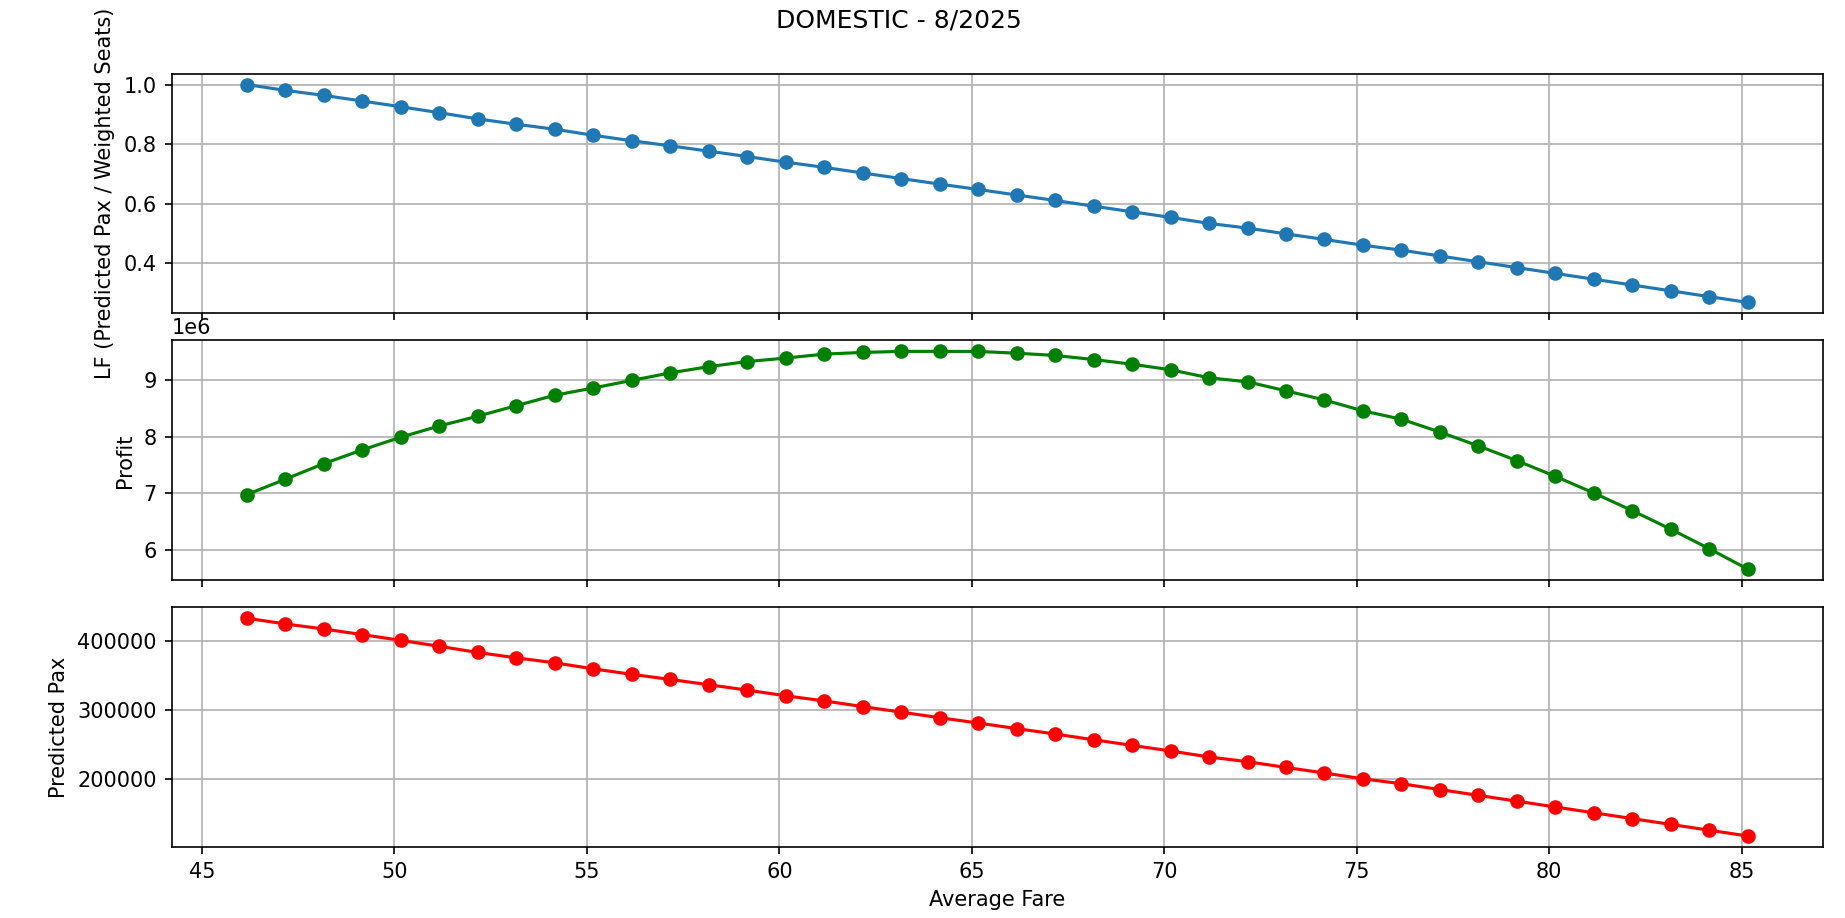 DOMESTIC - 8/2025
LF (Predicted Pax / Weighted Seats)
1.0
0.8
0.6
0.4
1e6
Profit
9
8
7
6
Predicted Pax
400000
300000
200000
45 50 55 60 65 70 75 80 85
Average Fare